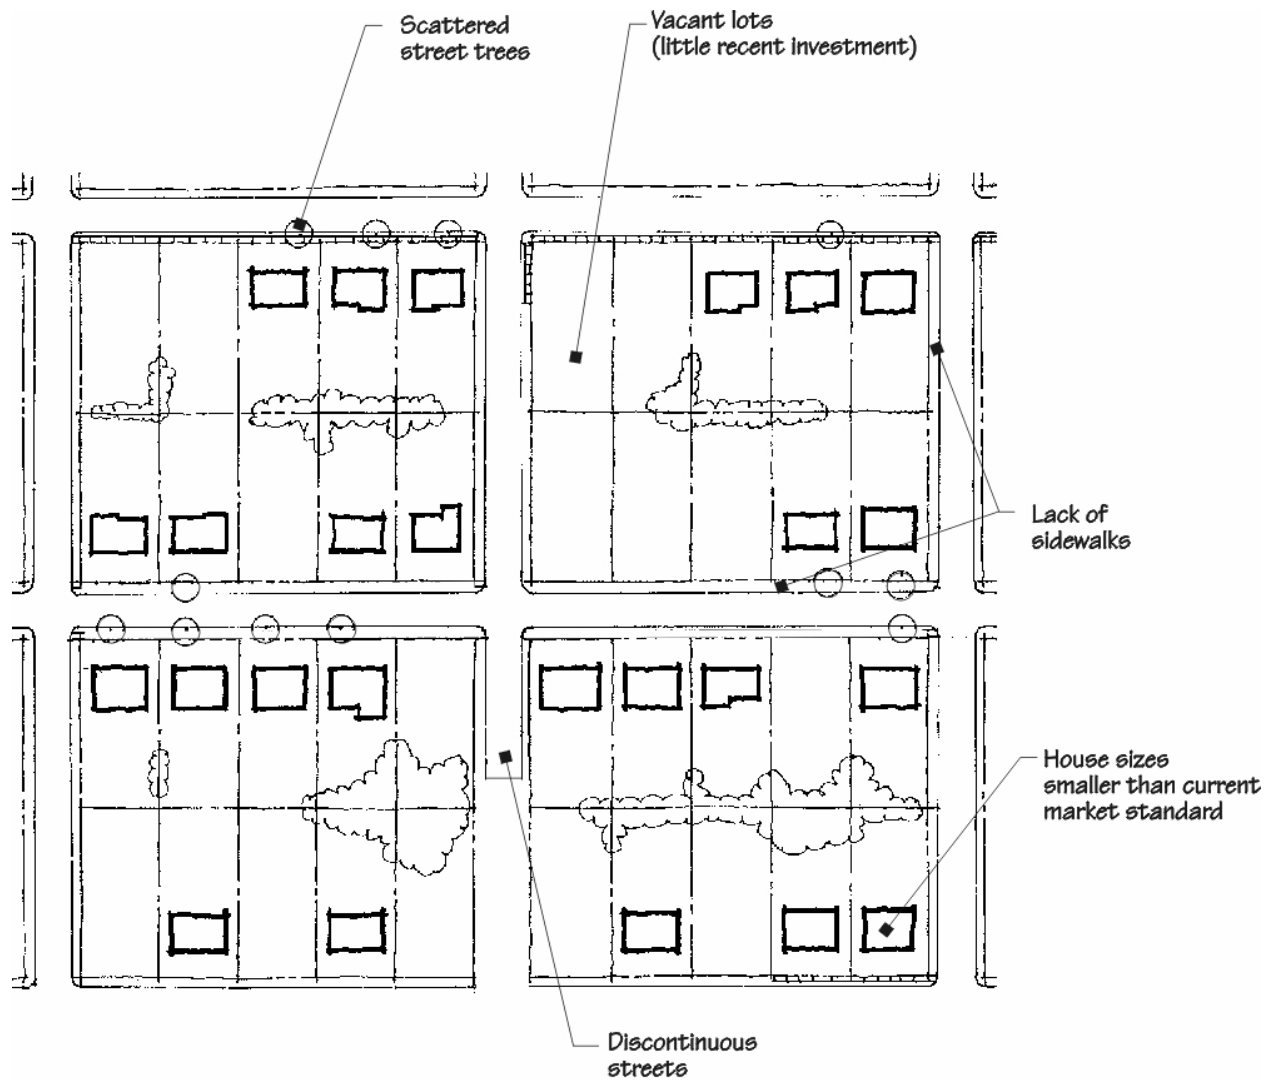 Scattered
street trees
Vacant lots
(little recent investment)
Lack of
sidewalks
House sizes
smaller than current
market standard
Discontinuous
streets